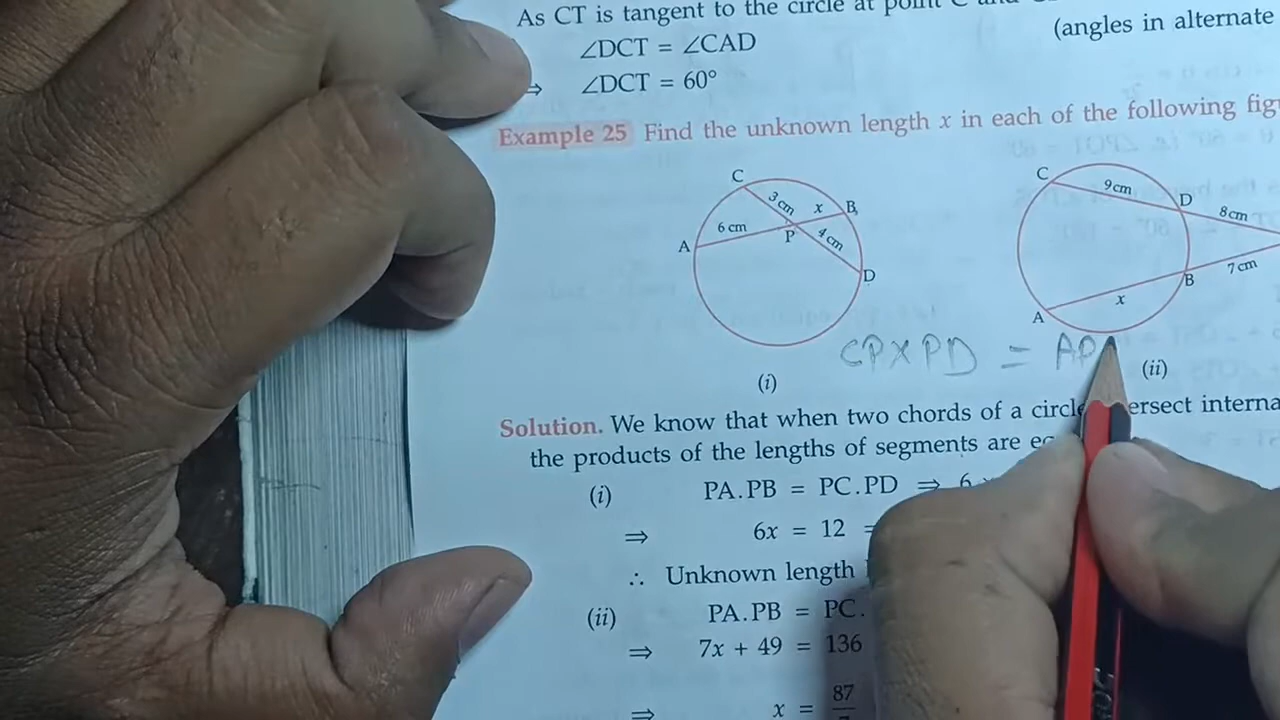 As CT is tangent to the circle at point C and
∠DCT = ∠CAD (angles in alternate
⇒ ∠DCT = 60°
Example 25 Find the unknown length x in each of the following
C
3 cm
x
B
6 cm
A
P
4 cm
D
C
9 cm
D
8 cm
7 cm
B
x
A
CP×PD = AP
(i)
(ii)
Solution. We know that when two chords of a circle
the products of the lengths of segments are
(i) PA.PB = PC.PD ⇒ 6
⇒ 6x = 12 =
∴ Unknown length
(ii) PA.PB = PC.
⇒ 7x + 49 = 136
⇒ x = 87